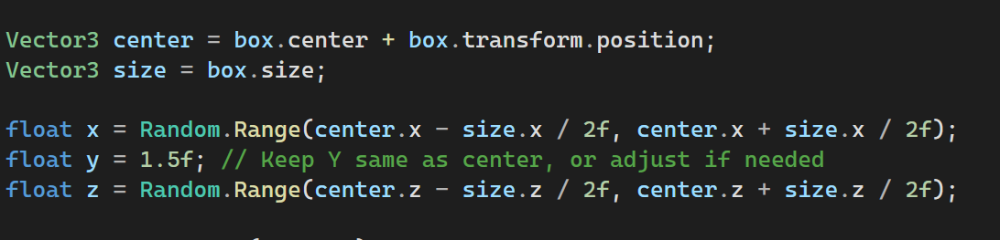 Vector3 center = box.center + box.transform.position;
Vector3 size = box.size;
float x = Random.Range(center.x - size.x / 2f, center.x + size.x / 2f);
float y = 1.5f; // Keep Y same as center, or adjust if needed
float z = Random.Range(center.z - size.z / 2f, center.z + size.z / 2f);